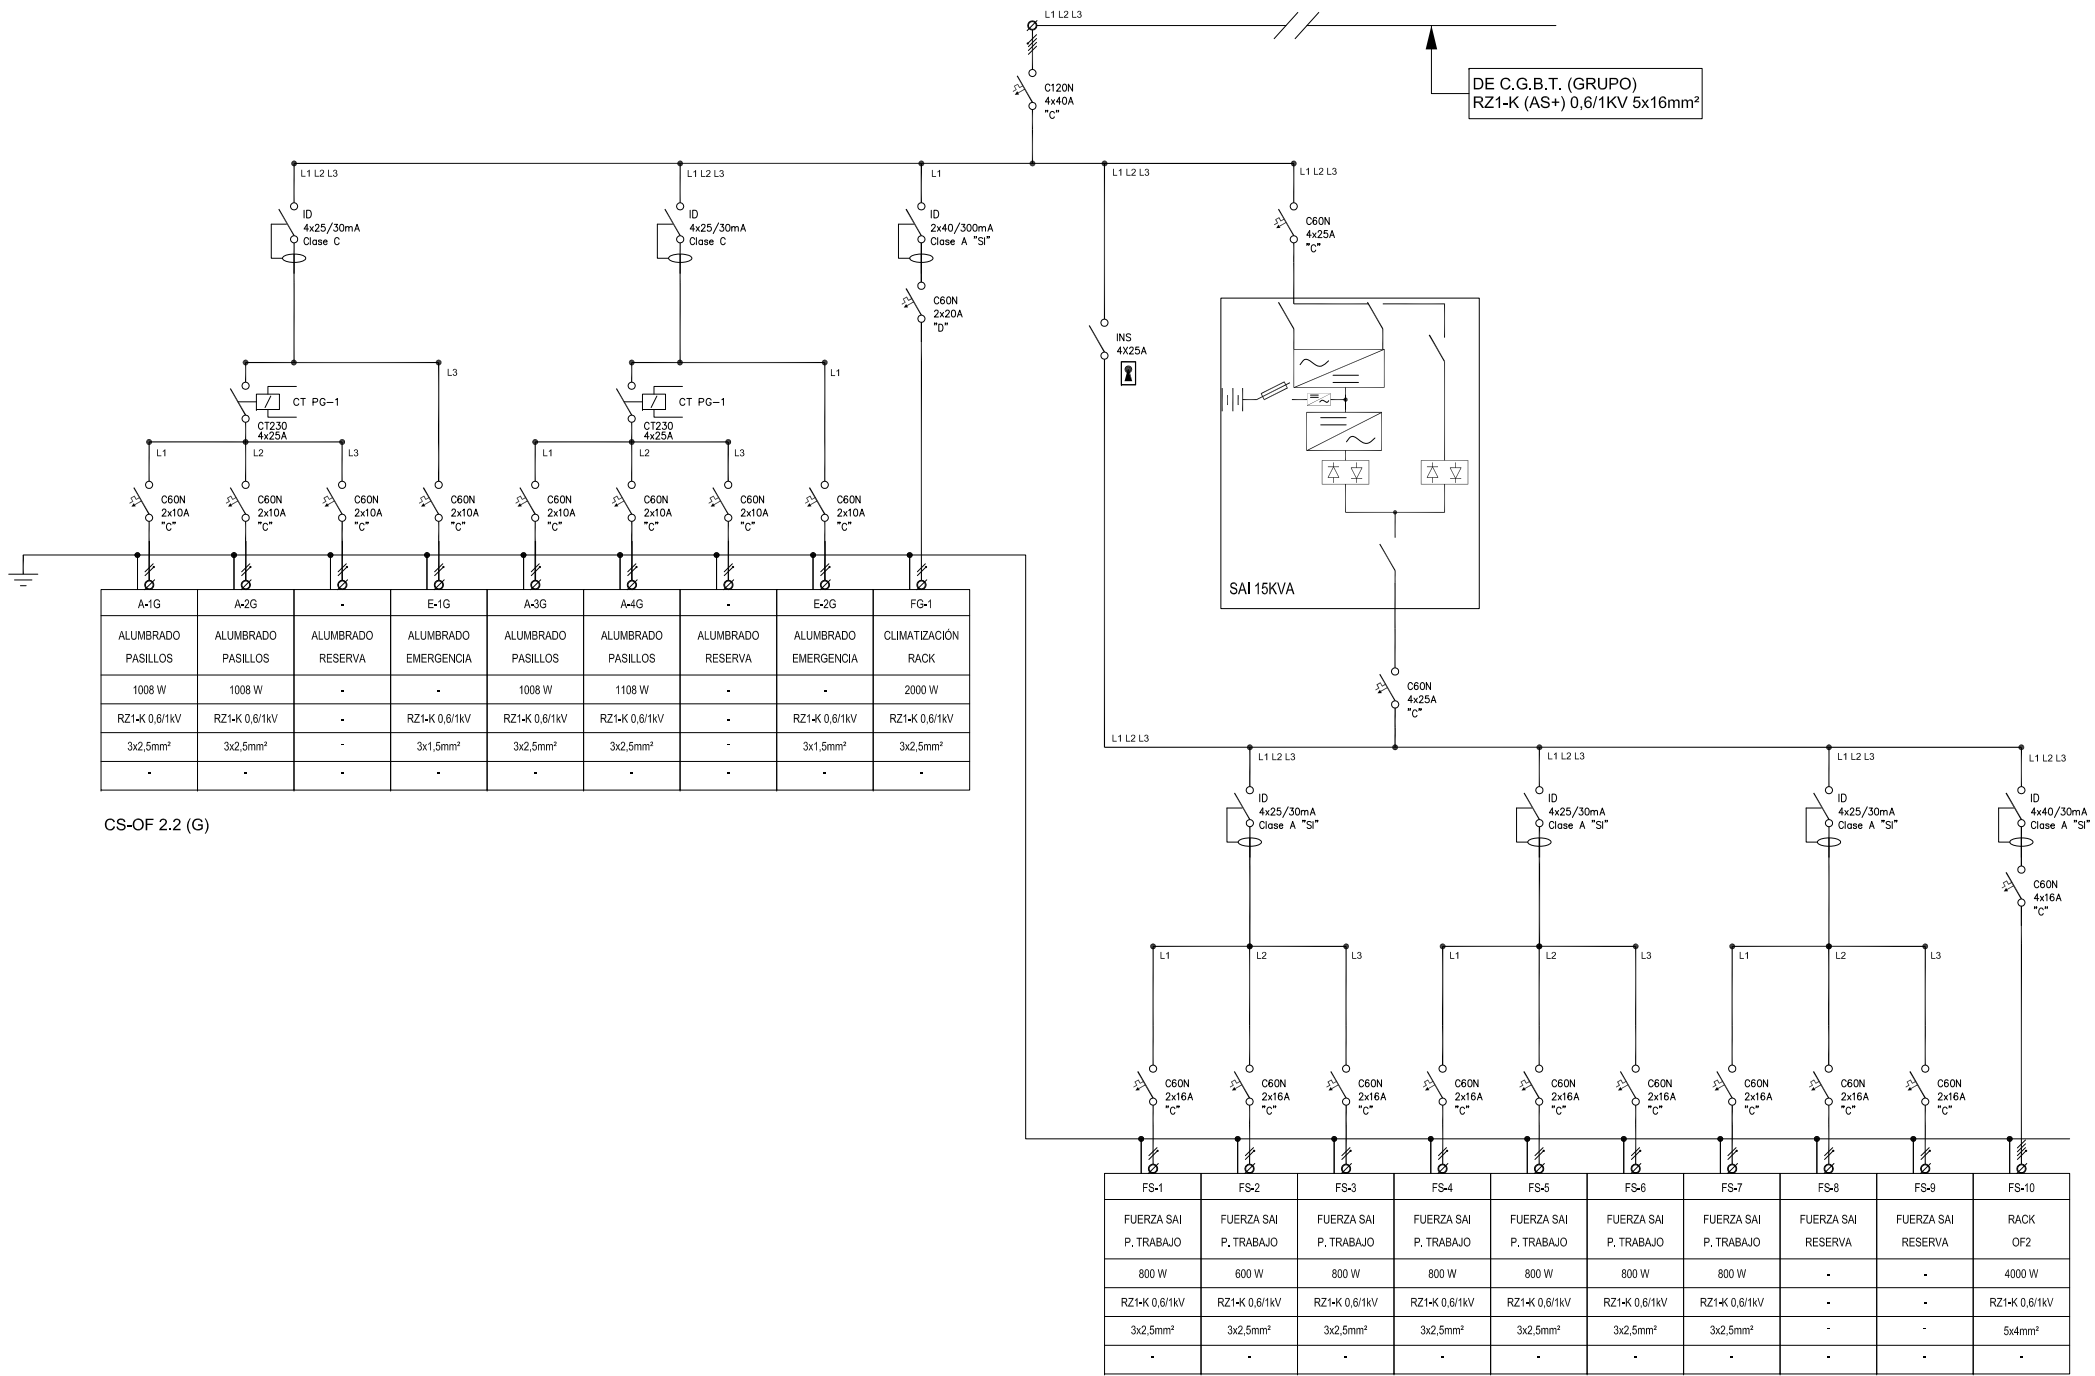 L1 L2 L3
DE C.G.B.T. (GRUPO)
RZ1-K (AS+) 0,6/1KV 5x16mm²
C120N
4x40A
"C"
L1 L2 L3
L1 L2 L3
L1
L1 L2 L3
L1 L2 L3
ID
4x25/30mA
Clase C
ID
4x25/30mA
Clase C
ID
2x40/300mA
Clase A "SI"
C60N
4x25A
"C"
C60N
2x20A
"D"
INS
4X25A
L3
L1
CT PG-1
CT230
4x25A
CT PG-1
CT230
4x25A
L1
L2
L3
L1
L2
L3
C60N
2x10A
"C"
C60N
2x10A
"C"
C60N
2x10A
"C"
C60N
2x10A
"C"
C60N
2x10A
"C"
C60N
2x10A
"C"
C60N
2x10A
"C"
C60N
2x10A
"C"
SAI 15KVA
A-1G A-2G - E-1G A-3G A-4G - E-2G FG-1
ALUMBRADO ALUMBRADO ALUMBRADO ALUMBRADO ALUMBRADO ALUMBRADO ALUMBRADO ALUMBRADO CLIMATIZACIÓN
PASILLOS PASILLOS RESERVA EMERGENCIA PASILLOS PASILLOS RESERVA EMERGENCIA RACK
1008 W 1008 W - - 1008 W 1108 W - - 2000 W
RZ1-K 0,6/1kV RZ1-K 0,6/1kV - RZ1-K 0,6/1kV RZ1-K 0,6/1kV RZ1-K 0,6/1kV - RZ1-K 0,6/1kV RZ1-K 0,6/1kV
3x2,5mm² 3x2,5mm² - 3x1,5mm² 3x2,5mm² 3x2,5mm² - 3x1,5mm² 3x2,5mm²
- - - - - - - - -
CS-OF 2.2 (G)
C60N
4x25A
"C"
L1 L2 L3
L1 L2 L3
L1 L2 L3
L1 L2 L3
L1 L2 L3
ID
4x25/30mA
Clase A "SI"
ID
4x25/30mA
Clase A "SI"
ID
4x25/30mA
Clase A "SI"
ID
4x40/30mA
Clase A "SI"
C60N
4x16A
"C"
L1
L2
L3
L1
L2
L3
L1
L2
L3
C60N
2x16A
"C"
C60N
2x16A
"C"
C60N
2x16A
"C"
C60N
2x16A
"C"
C60N
2x16A
"C"
C60N
2x16A
"C"
C60N
2x16A
"C"
C60N
2x16A
"C"
C60N
2x16A
"C"
FS-1 FS-2 FS-3 FS-4 FS-5 FS-6 FS-7 FS-8 FS-9 FS-10
FUERZA SAI FUERZA SAI FUERZA SAI FUERZA SAI FUERZA SAI FUERZA SAI FUERZA SAI FUERZA SAI FUERZA SAI RACK
P. TRABAJO P. TRABAJO P. TRABAJO P. TRABAJO P. TRABAJO P. TRABAJO P. TRABAJO RESERVA RESERVA OF2
800 W 600 W 800 W 800 W 800 W 800 W 800 W - - 4000 W
RZ1-K 0,6/1kV RZ1-K 0,6/1kV RZ1-K 0,6/1kV RZ1-K 0,6/1kV RZ1-K 0,6/1kV RZ1-K 0,6/1kV RZ1-K 0,6/1kV - - RZ1-K 0,6/1kV
3x2,5mm² 3x2,5mm² 3x2,5mm² 3x2,5mm² 3x2,5mm² 3x2,5mm² 3x2,5mm² - - 5x4mm²
- - - - - - - - - -